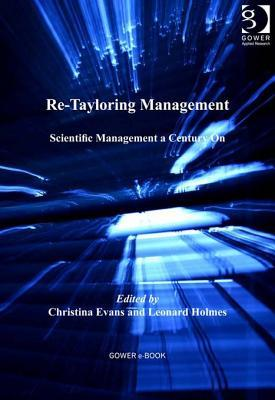 GOWER
Applied Research
Re-Tayloring Management
Scientific Management a Century On
Edited by
Christina Evans and Leonard Holmes
GOWER e-BOOK